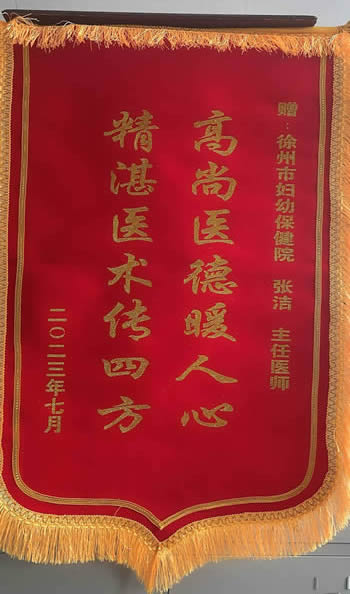 赠：徐州市妇幼保健院 张洁 主任医师
高尚医德暖人心
精湛医术传四方
二〇二三年七月